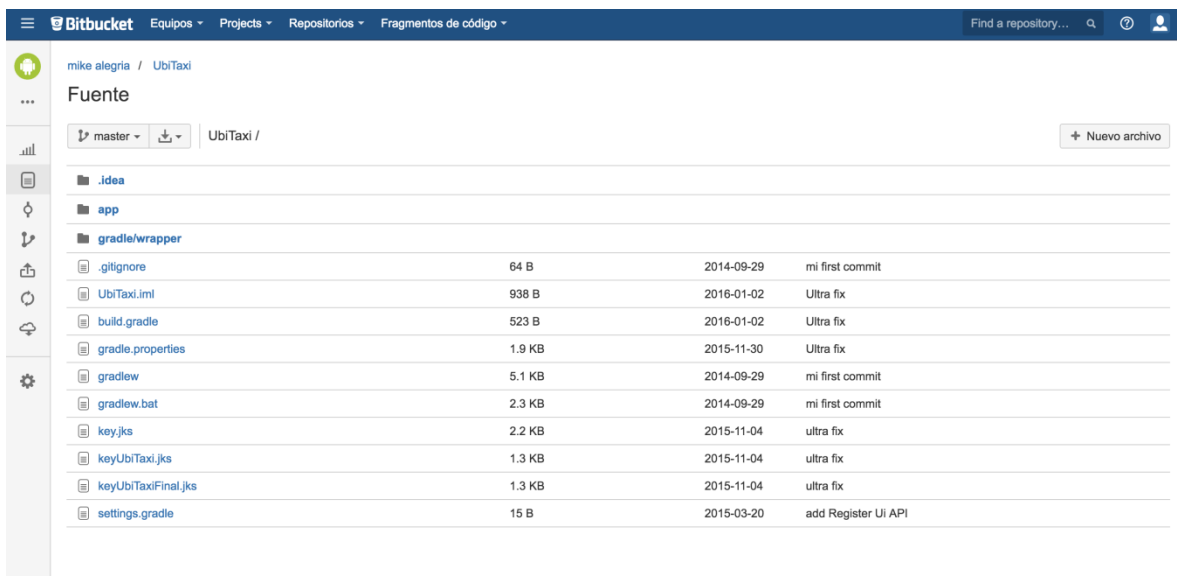 Bitbucket Equipos Projects Repositorios Fragmentos de código Find a repository...
mike alegria / UbiTaxi
Fuente
master UbiTaxi / + Nuevo archivo
.idea
app
gradle/wrapper
.gitignore 64 B 2014-09-29 mi first commit
UbiTaxi.iml 938 B 2016-01-02 Ultra fix
build.gradle 523 B 2016-01-02 Ultra fix
gradle.properties 1.9 KB 2015-11-30 Ultra fix
gradlew 5.1 KB 2014-09-29 mi first commit
gradlew.bat 2.3 KB 2014-09-29 mi first commit
key.jks 2.2 KB 2015-11-04 ultra fix
keyUbiTaxi.jks 1.3 KB 2015-11-04 ultra fix
keyUbiTaxiFinal.jks 1.3 KB 2015-11-04 ultra fix
settings.gradle 15 B 2015-03-20 add Register Ui API